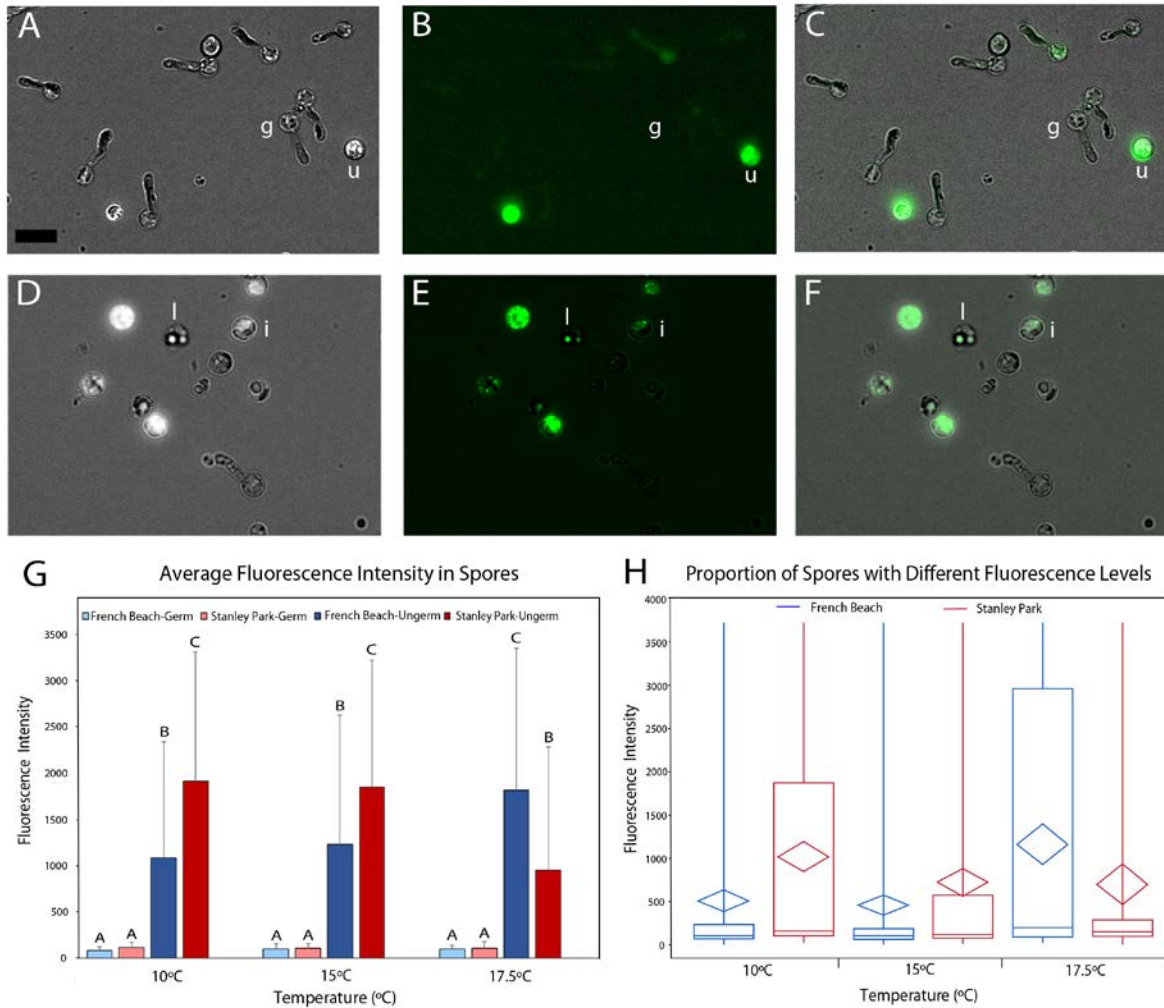 A
B
C
g
u
g
u
g
u
D
E
F
l
i
l
i
l
i
G
Average Fluorescence Intensity in Spores
French Beach-Germ Stanley Park-Germ French Beach-Ungerm Stanley Park-Ungerm
3500
3000
2500
2000
1500
1000
500
0
Fluorescence Intensity
A A B C
A A B C
A A C B
10ºC 15ºC 17.5ºC
Temperature (ºC)
H
Proportion of Spores with Different Fluorescence Levels
French Beach Stanley Park
4000
3500
3000
2500
2000
1500
1000
500
0
Fluorescence Intensity
10ºC 15ºC 17.5ºC
Temperature (ºC)